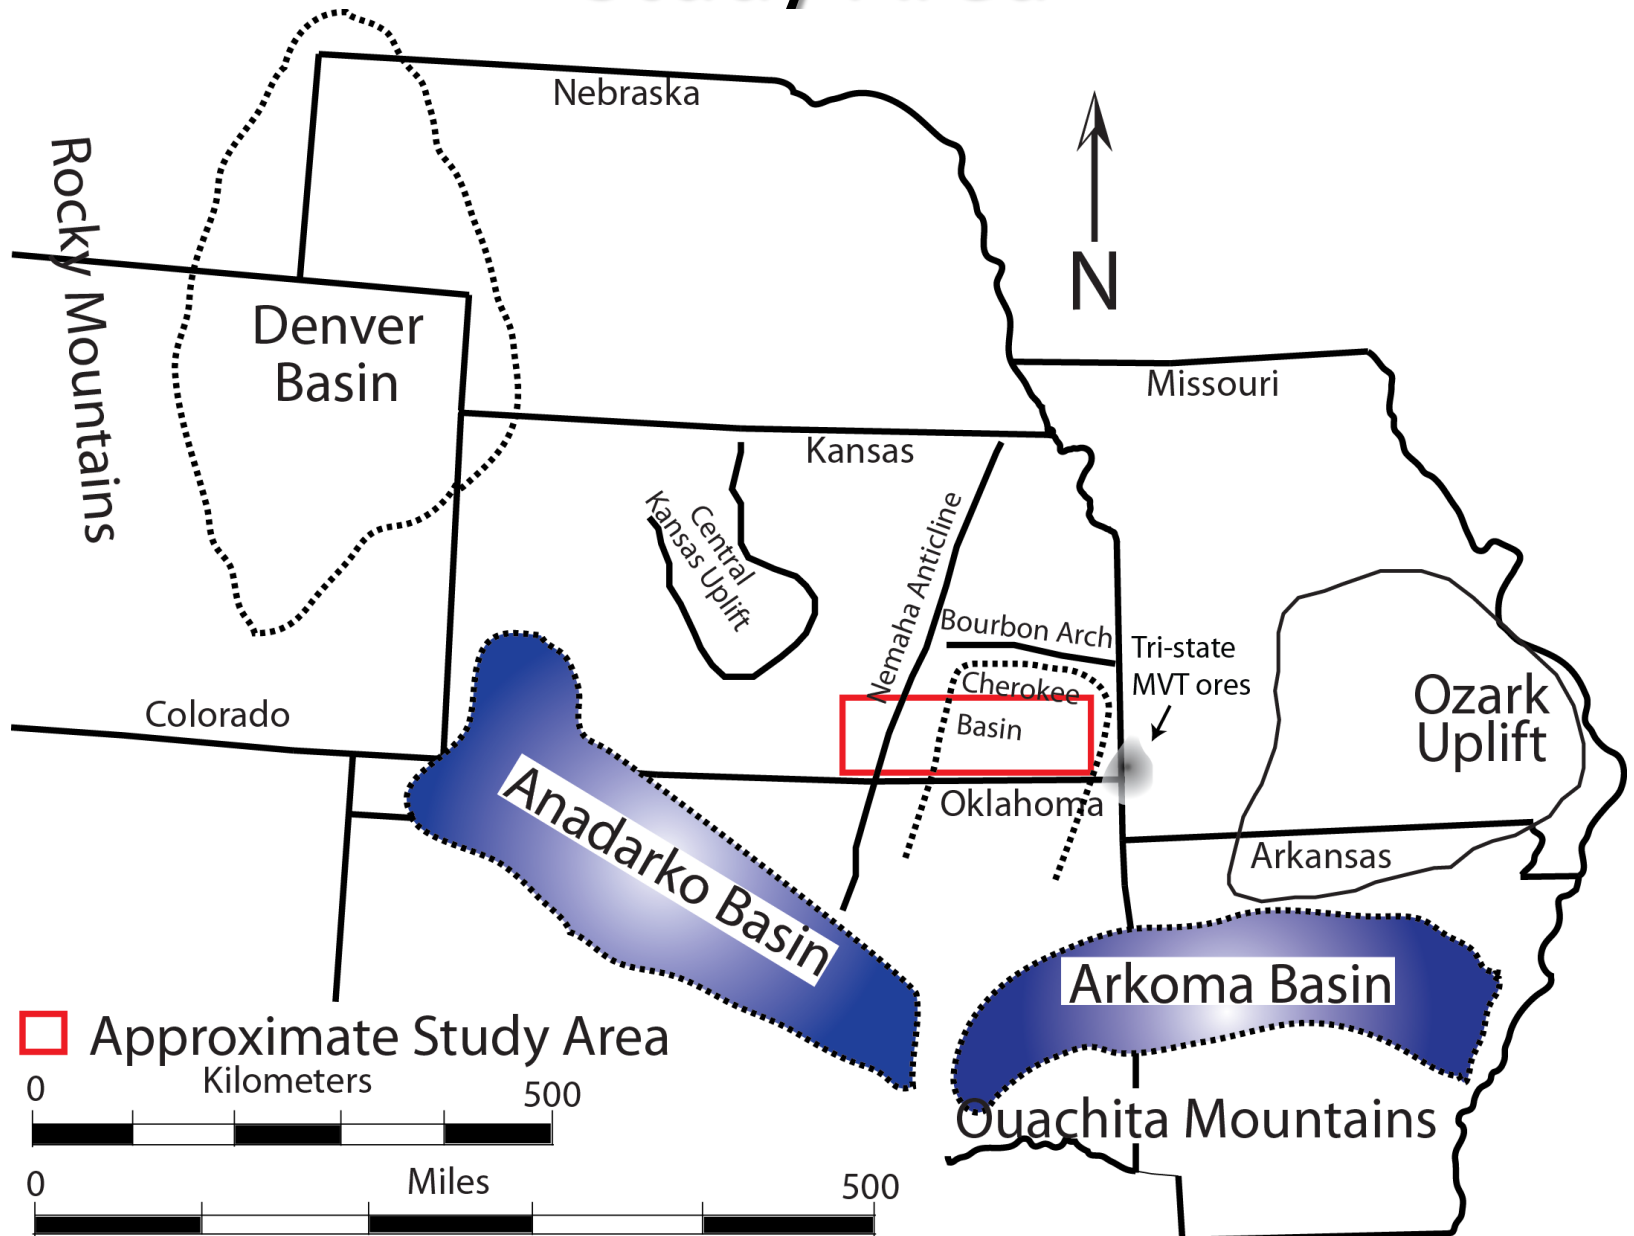 Nebraska
Rocky Mountains
N
Denver
Basin
Missouri
Kansas
Central
Kansas Uplift
Nemaha Anticline
Bourbon Arch
Tri-state
MVT ores
Cherokee
Basin
Ozark
Uplift
Colorado
Oklahoma
Anadarko Basin
Arkansas
Arkoma Basin
Approximate Study Area
Ouachita Mountains
0 Kilometers 500
0 Miles 500